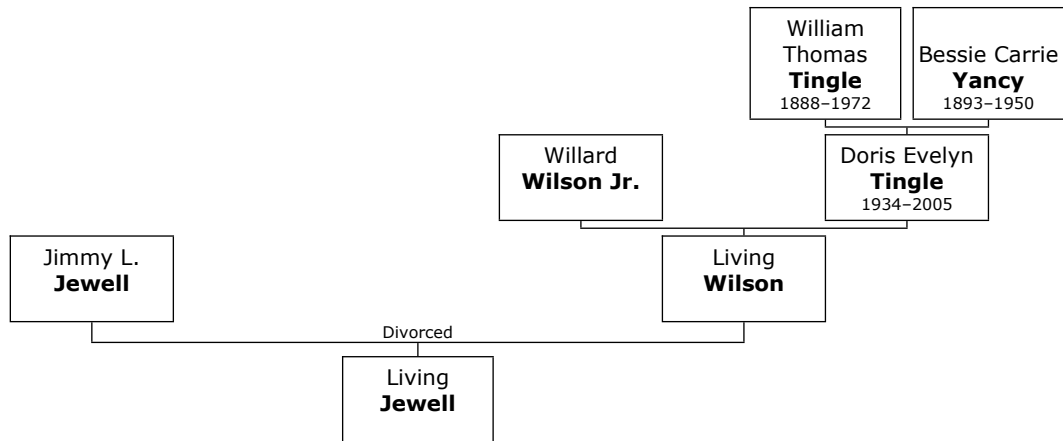 William
Thomas
Tingle
1888–1972
Bessie Carrie
Yancy
1893–1950
Willard
Wilson Jr.
Doris Evelyn
Tingle
1934–2005
Jimmy L.
Jewell
Living
Wilson
Divorced
Living
Jewell